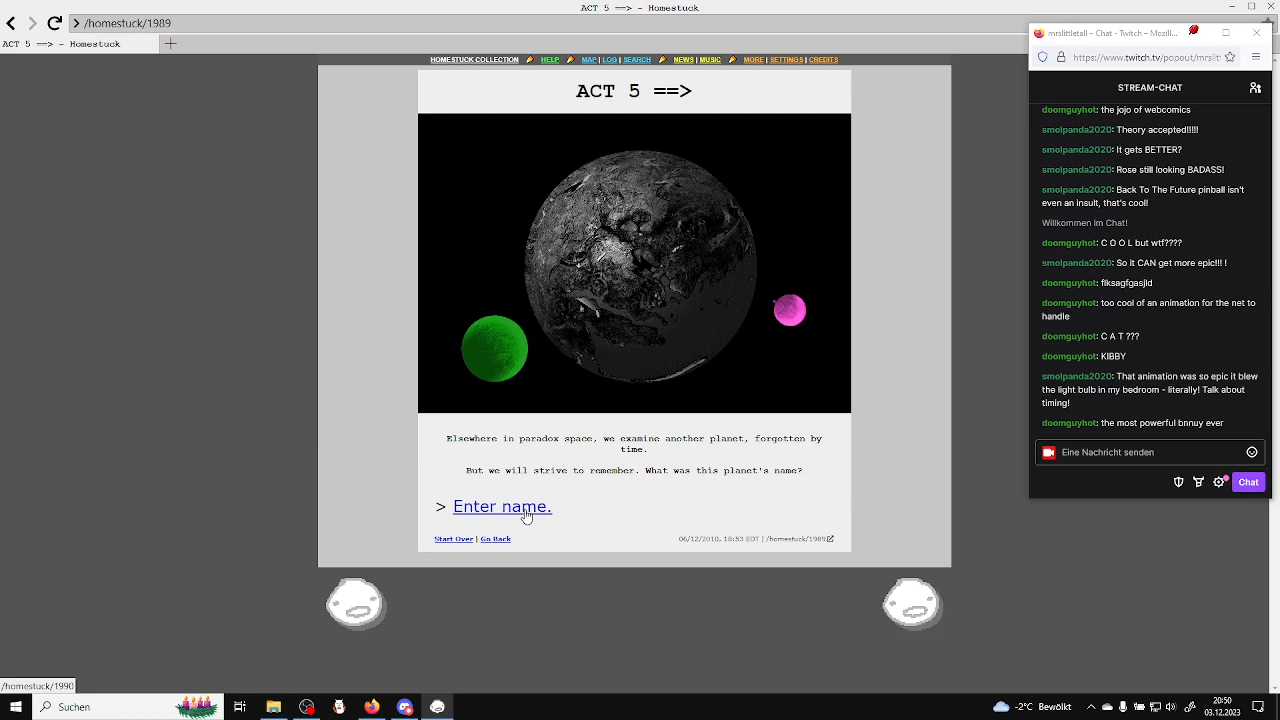 ACT 5 ==> - Homestuck
> /homestuck/1989
ACT 5 ==> - Homestuck
HOMESTUCK COLLECTION HELP MAP | LOG | SEARCH NEWS | MUSIC MORE | SETTINGS | CREDITS
ACT 5 ==>
Elsewhere in paradox space, we examine another planet, forgotten by
time.
But we will strive to remember. What was this planet's name?
> Enter name.
Start Over | Go Back
06/12/2010, 18:53 EDT | /homestuck/1989
mrslittletall – Chat - Twitch – Mozill...
https://www.twitch.tv/popout/mrslitt
STREAM-CHAT
doomguyhot: the jojo of webcomics
smolpanda2020: Theory accepted!!!!!
smolpanda2020: It gets BETTER?
smolpanda2020: Rose still looking BADASS!
smolpanda2020: Back To The Future pinball isn't
even an insult, that's cool!
Willkommen im Chat!
doomguyhot: C O O L but wtf????
smolpanda2020: So it CAN get more epic!!! !
doomguyhot: fiksagfgasjld
doomguyhot: too cool of an animation for the net to
handle
doomguyhot: C A T ???
doomguyhot: KIBBY
smolpanda2020: That animation was so epic it blew
the light bulb in my bedroom - literally! Talk about
timing!
doomguyhot: the most powerful bnnuy ever
Eine Nachricht senden
Chat
/homestuck/1990
Suchen
-2°C Bewölkt
20:50
03.12.2023